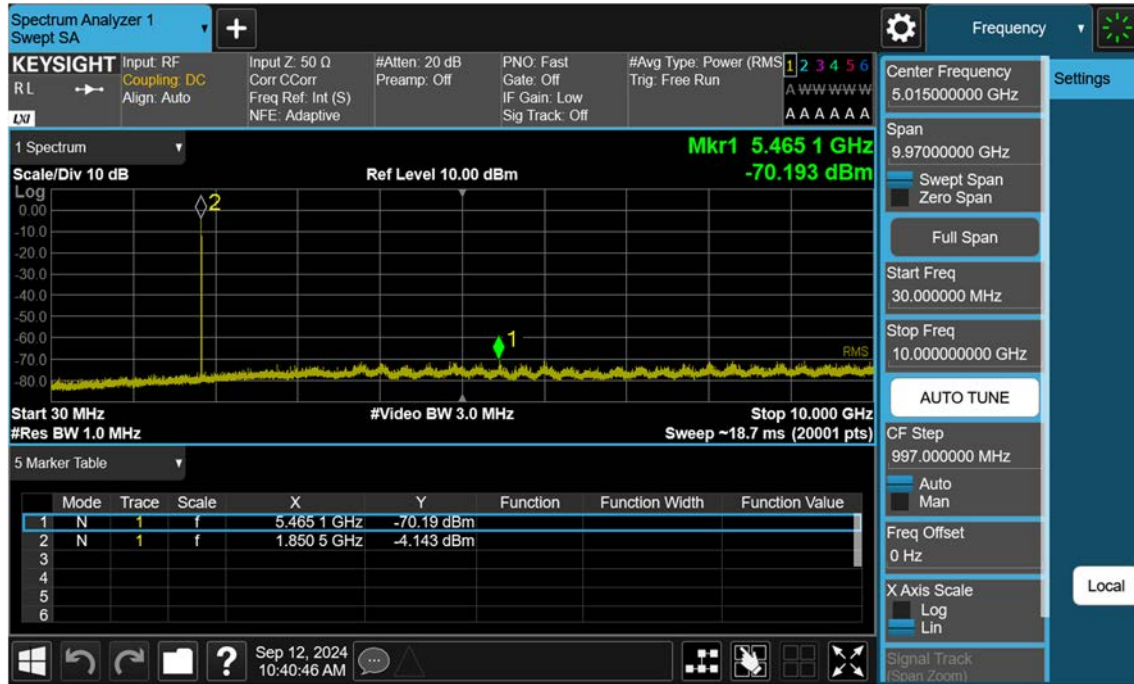 Spectrum Analyzer 1
Swept SA
Frequency
KEYSIGHT
R L
LXI
Input: RF
Coupling: DC
Align: Auto
Input Z: 50 Ω
Corr CCorr
Freq Ref: Int (S)
NFE: Adaptive
#Atten: 20 dB
Preamp: Off
PNO: Fast
Gate: Off
IF Gain: Low
Sig Track: Off
#Avg Type: Power (RMS
Trig: Free Run
1 2 3 4 5 6
A W W W W W
A A A A A A
1 Spectrum
Mkr1 5.465 1 GHz
-70.193 dBm
Scale/Div 10 dB
Ref Level 10.00 dBm
Log
0.00
-10.0
-20.0
-30.0
-40.0
-50.0
-60.0
-70.0
-80.0
2
1
RMS
Start 30 MHz
#Video BW 3.0 MHz
Stop 10.000 GHz
#Res BW 1.0 MHz
Sweep ~18.7 ms (20001 pts)
5 Marker Table
Mode Trace Scale X Y Function Function Width Function Value
1 N 1 f 5.465 1 GHz -70.19 dBm
2 N 1 f 1.850 5 GHz -4.143 dBm
3
4
5
6
Sep 12, 2024
10:40:46 AM
Center Frequency
5.015000000 GHz
Span
9.97000000 GHz
Swept Span
Zero Span
Full Span
Start Freq
30.000000 MHz
Stop Freq
10.000000000 GHz
AUTO TUNE
CF Step
997.000000 MHz
Auto
Man
Freq Offset
0 Hz
X Axis Scale
Log
Lin
Signal Track
(Span Zoom)
Settings
Local